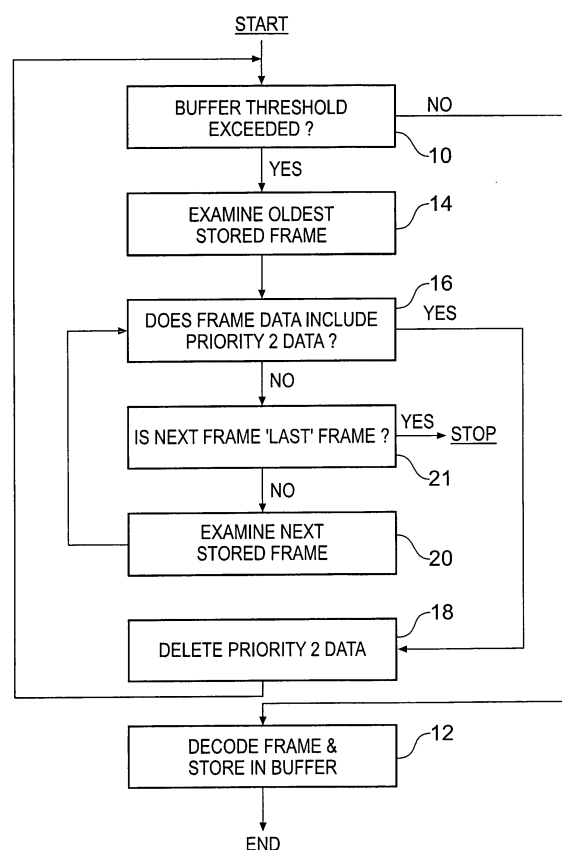 START
BUFFER THRESHOLD
EXCEEDED ?
NO
10
YES
EXAMINE OLDEST
STORED FRAME
14
16
DOES FRAME DATA INCLUDE
PRIORITY 2 DATA ?
YES
NO
IS NEXT FRAME 'LAST' FRAME ?
YES
STOP
21
NO
EXAMINE NEXT
STORED FRAME
20
18
DELETE PRIORITY 2 DATA
DECODE FRAME &
STORE IN BUFFER
12
END